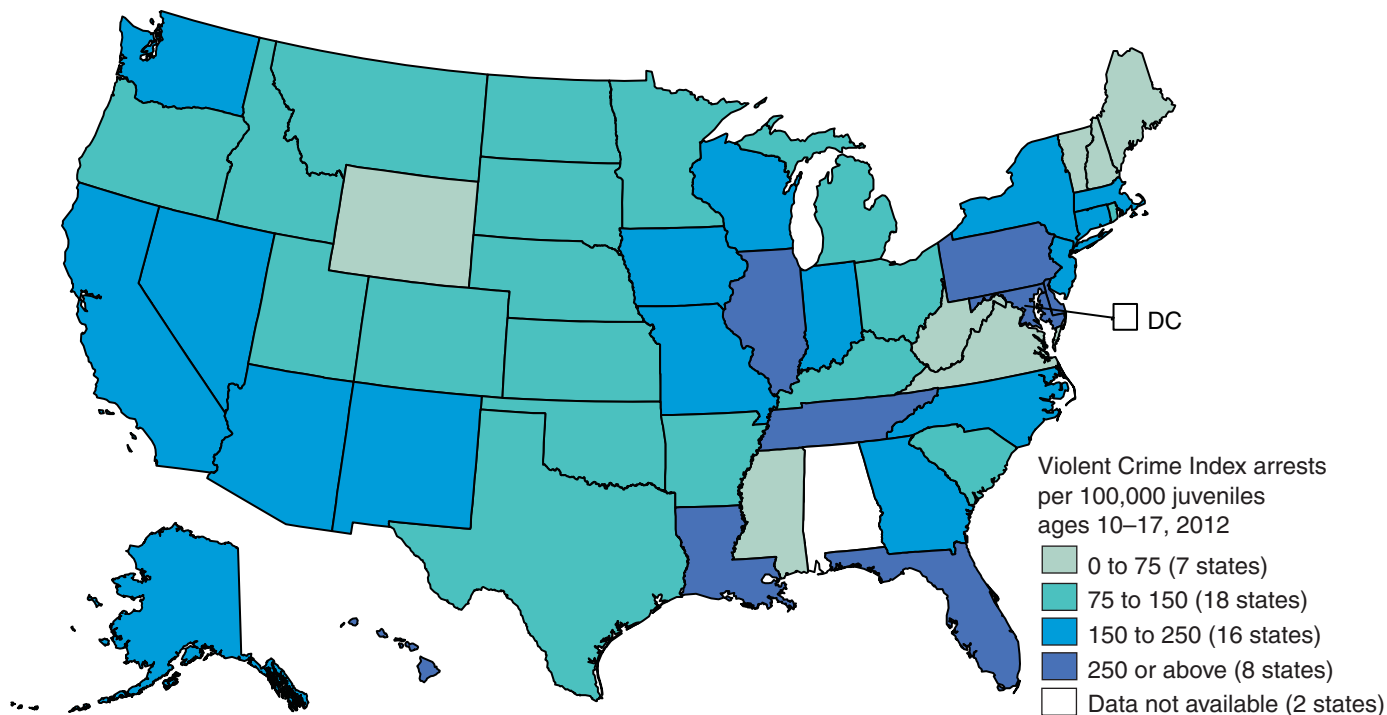 DC
Violent Crime Index arrests
per 100,000 juveniles
ages 10–17, 2012
0 to 75 (7 states)
75 to 150 (18 states)
150 to 250 (16 states)
250 or above (8 states)
Data not available (2 states)